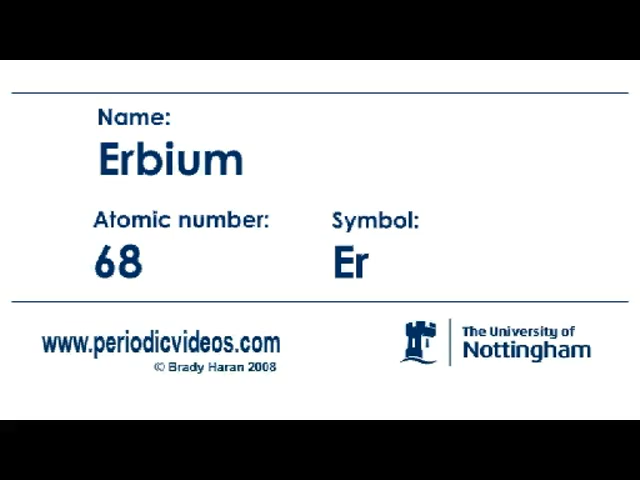 Name:
Erbium
Atomic number: Symbol:
68 Er
www.periodicvideos.com
© Brady Haran 2008
The University of
Nottingham